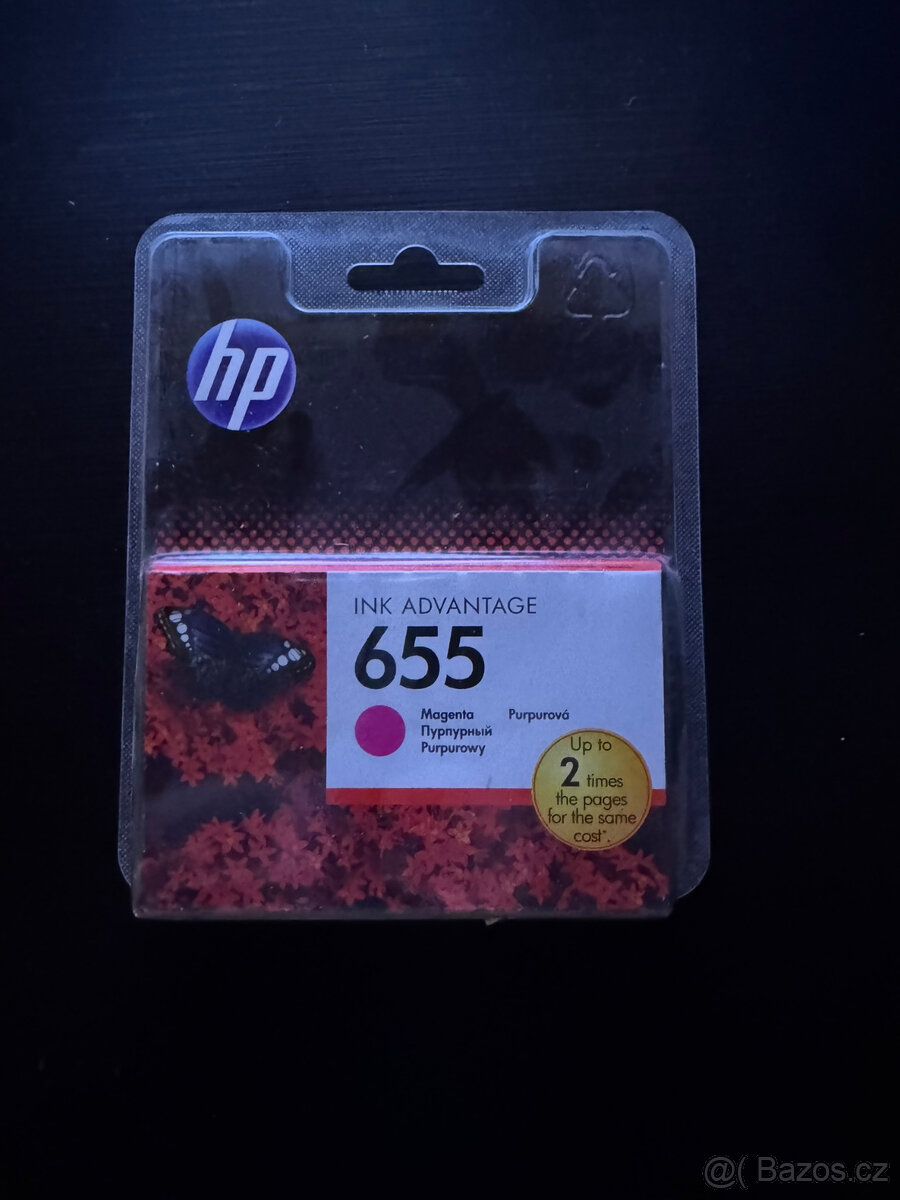 hp
INK ADVANTAGE
655
Magenta Purpurová
Пурпурный
Purpurowy
Up to
2 times
the pages
for the same
cost*.
@( Bazos.cz